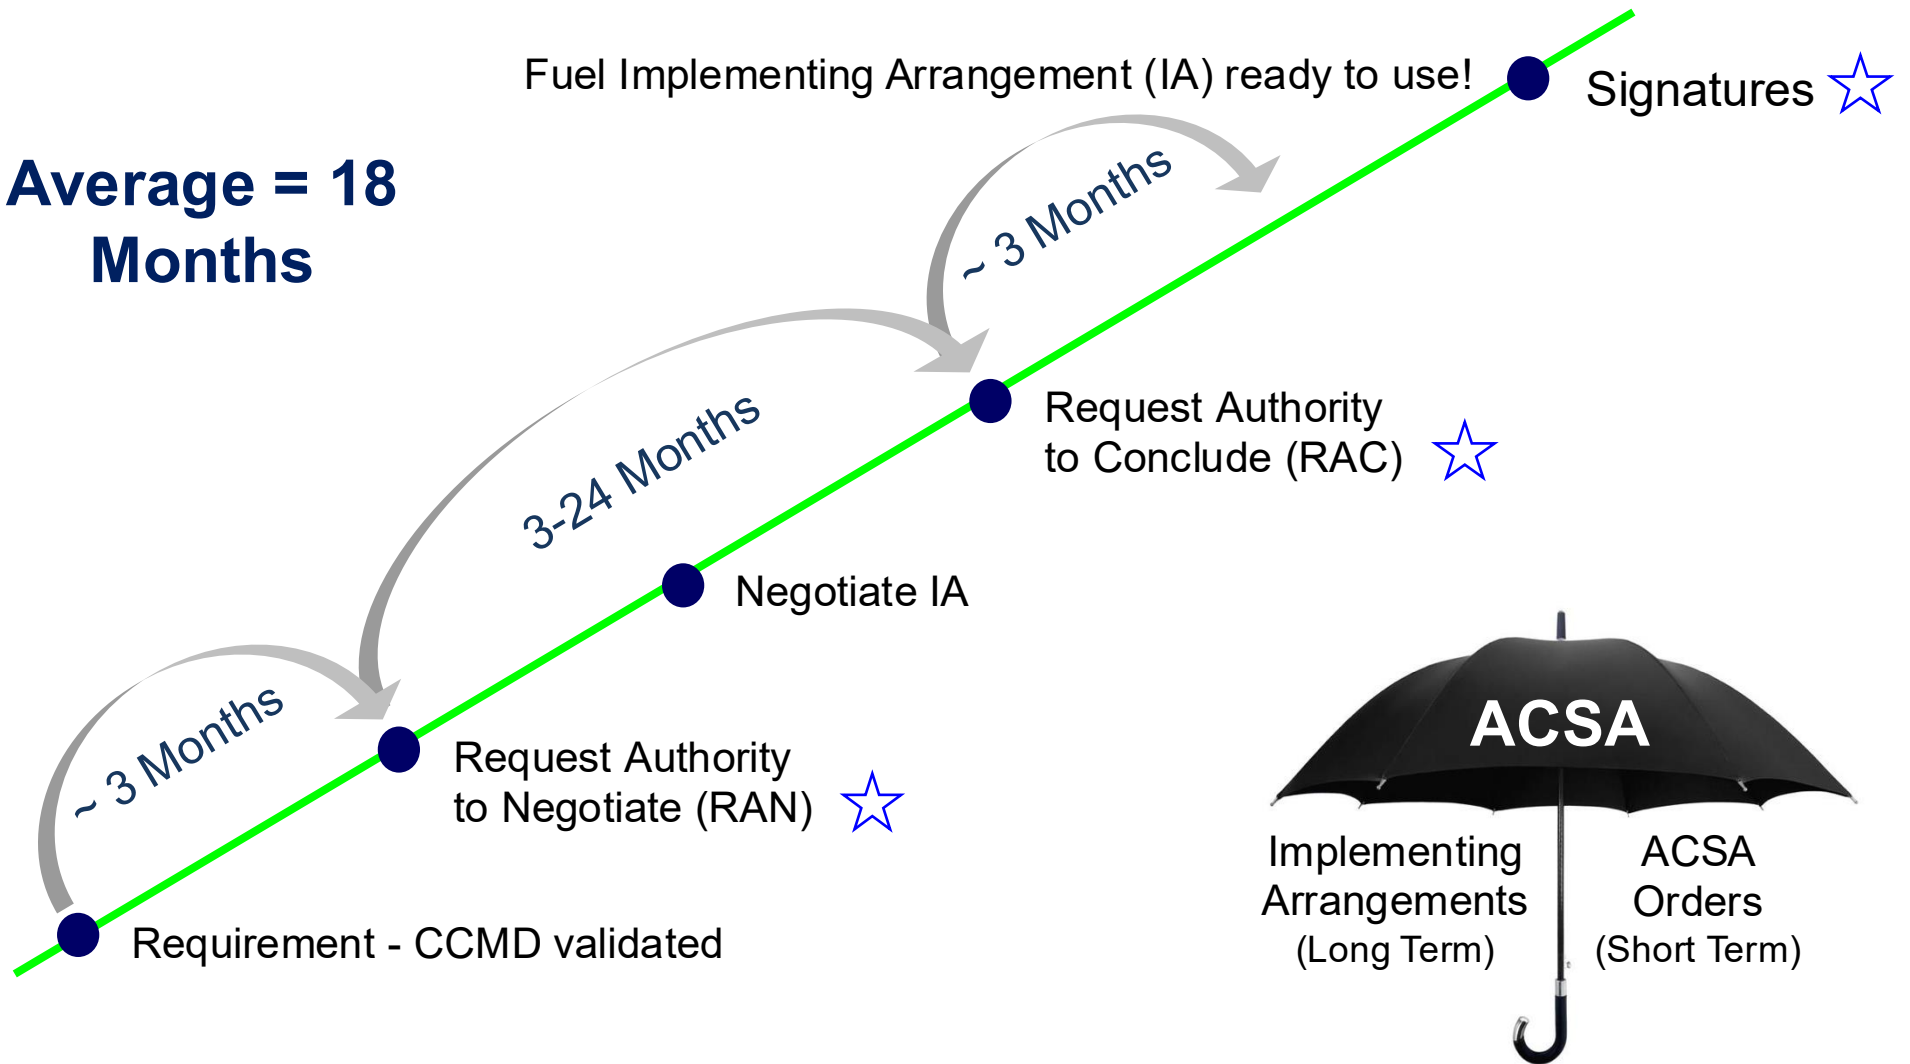 Fuel Implementing Arrangement (IA) ready to use!
Signatures
Average = 18
Months
~ 3 Months
Request Authority
to Conclude (RAC)
3-24 Months
Negotiate IA
~ 3 Months
Request Authority
to Negotiate (RAN)
Requirement - CCMD validated
ACSA
Implementing
Arrangements
(Long Term)
ACSA
Orders
(Short Term)